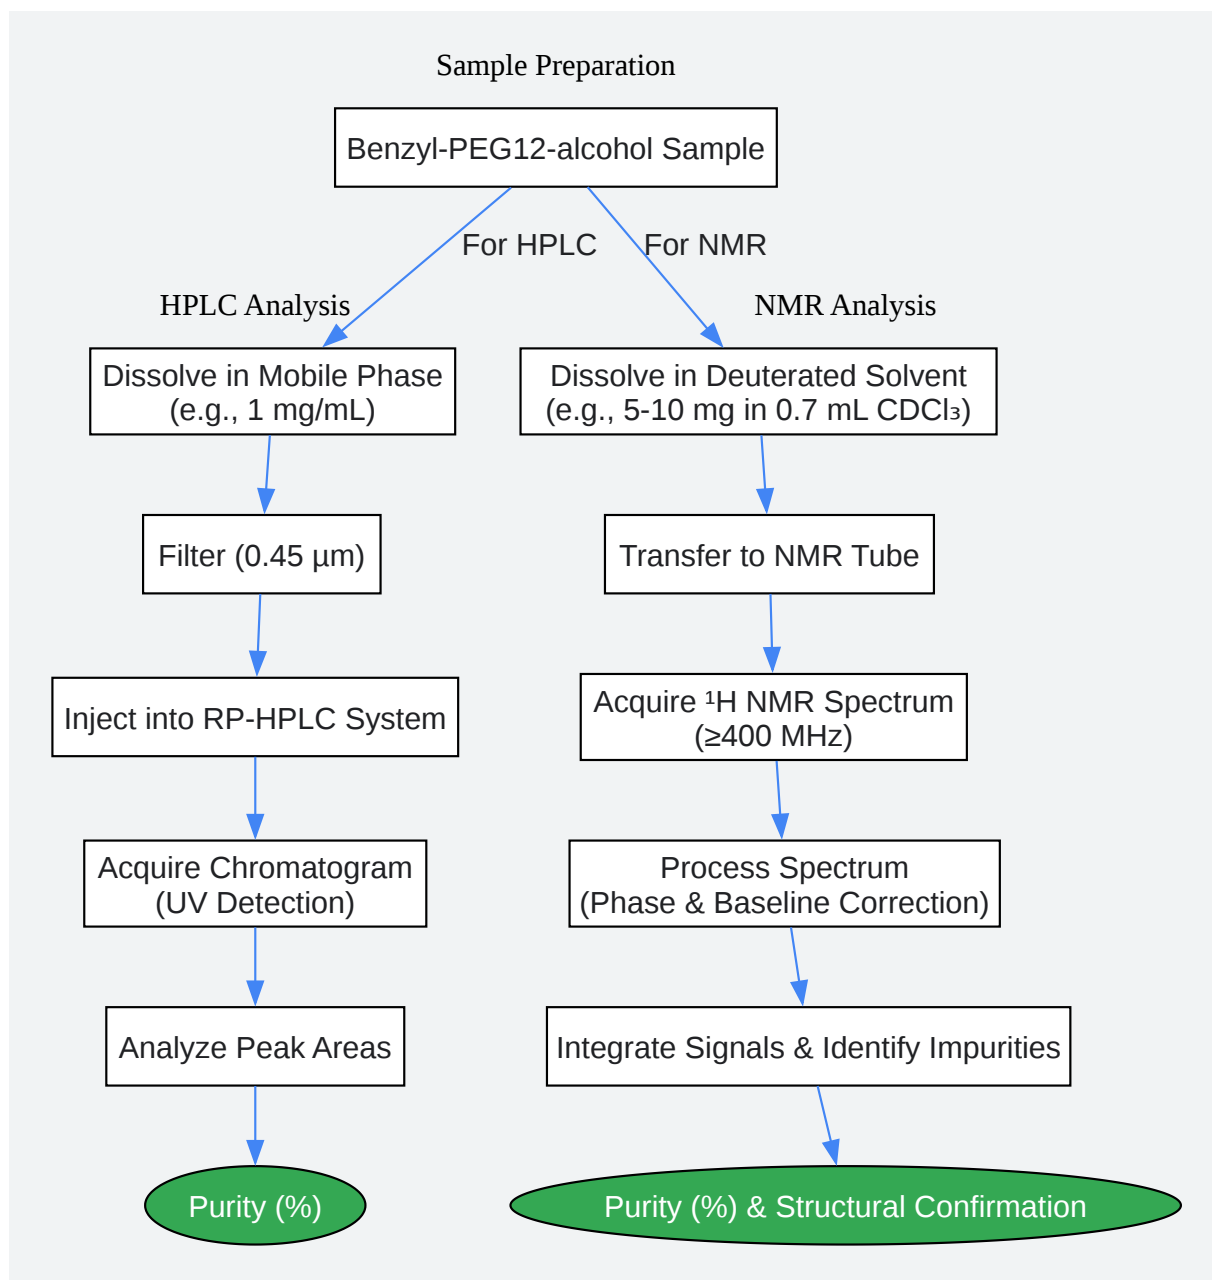 Sample Preparation
Benzyl-PEG12-alcohol Sample
For HPLC
For NMR
HPLC Analysis
Dissolve in Mobile Phase
(e.g., 1 mg/mL)
Filter (0.45 µm)
Inject into RP-HPLC System
Acquire Chromatogram
(UV Detection)
Analyze Peak Areas
Purity (%)
NMR Analysis
Dissolve in Deuterated Solvent
(e.g., 5-10 mg in 0.7 mL CDCl₃)
Transfer to NMR Tube
Acquire ¹H NMR Spectrum
(≥400 MHz)
Process Spectrum
(Phase & Baseline Correction)
Integrate Signals & Identify Impurities
Purity (%) & Structural Confirmation